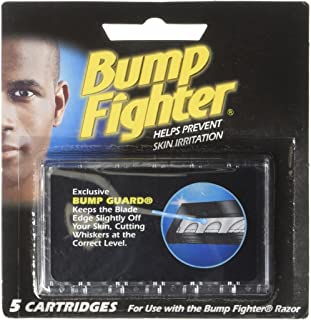 Bump
Fighter®
HELPS PREVENT
SKIN IRRITATION
Exclusive
BUMP GUARD®
Keeps the Blade
Edge Slightly Off
Your Skin, Cutting
Whiskers at the
Correct Level.
5 CARTRIDGES
For Use with the Bump Fighter® Razor